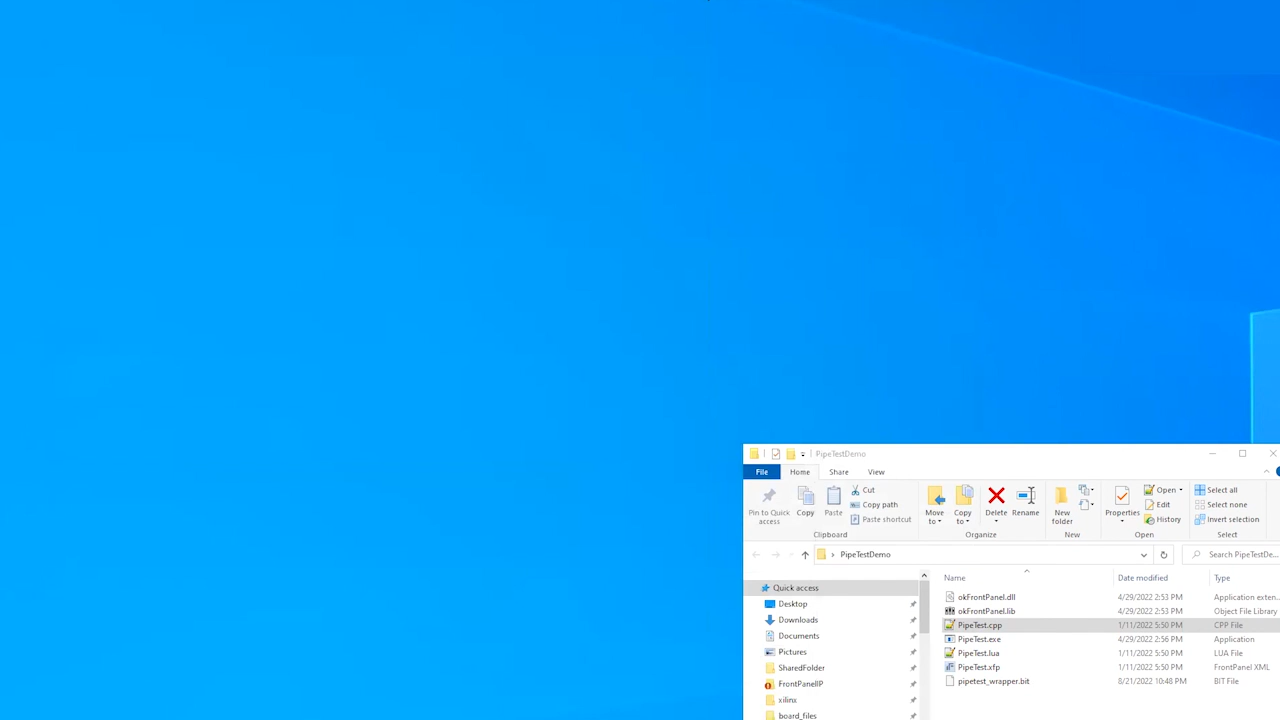 PipeTestDemo
File Home Share View
Pin to Quick access
Copy
Paste
Cut
Copy path
Paste shortcut
Clipboard
Move to
Copy to
Delete
Rename
Organize
New folder
New
Properties
Open
Edit
History
Open
Select all
Select none
Invert selection
Select
PipeTestDemo
Search PipeTestDe...
Quick access
Desktop
Downloads
Documents
Pictures
SharedFolder
FrontPanelIP
xilinx
board_files
Name Date modified Type
okFrontPanel.dll 4/29/2022 2:53 PM Application exten...
okFrontPanel.lib 4/29/2022 2:53 PM Object File Library
PipeTest.cpp 1/11/2022 5:50 PM CPP File
PipeTest.exe 4/29/2022 2:56 PM Application
PipeTest.lua 1/11/2022 5:50 PM LUA File
PipeTest.xfp 1/11/2022 5:50 PM FrontPanel XML
pipetest_wrapper.bit 8/21/2022 10:48 PM BIT File